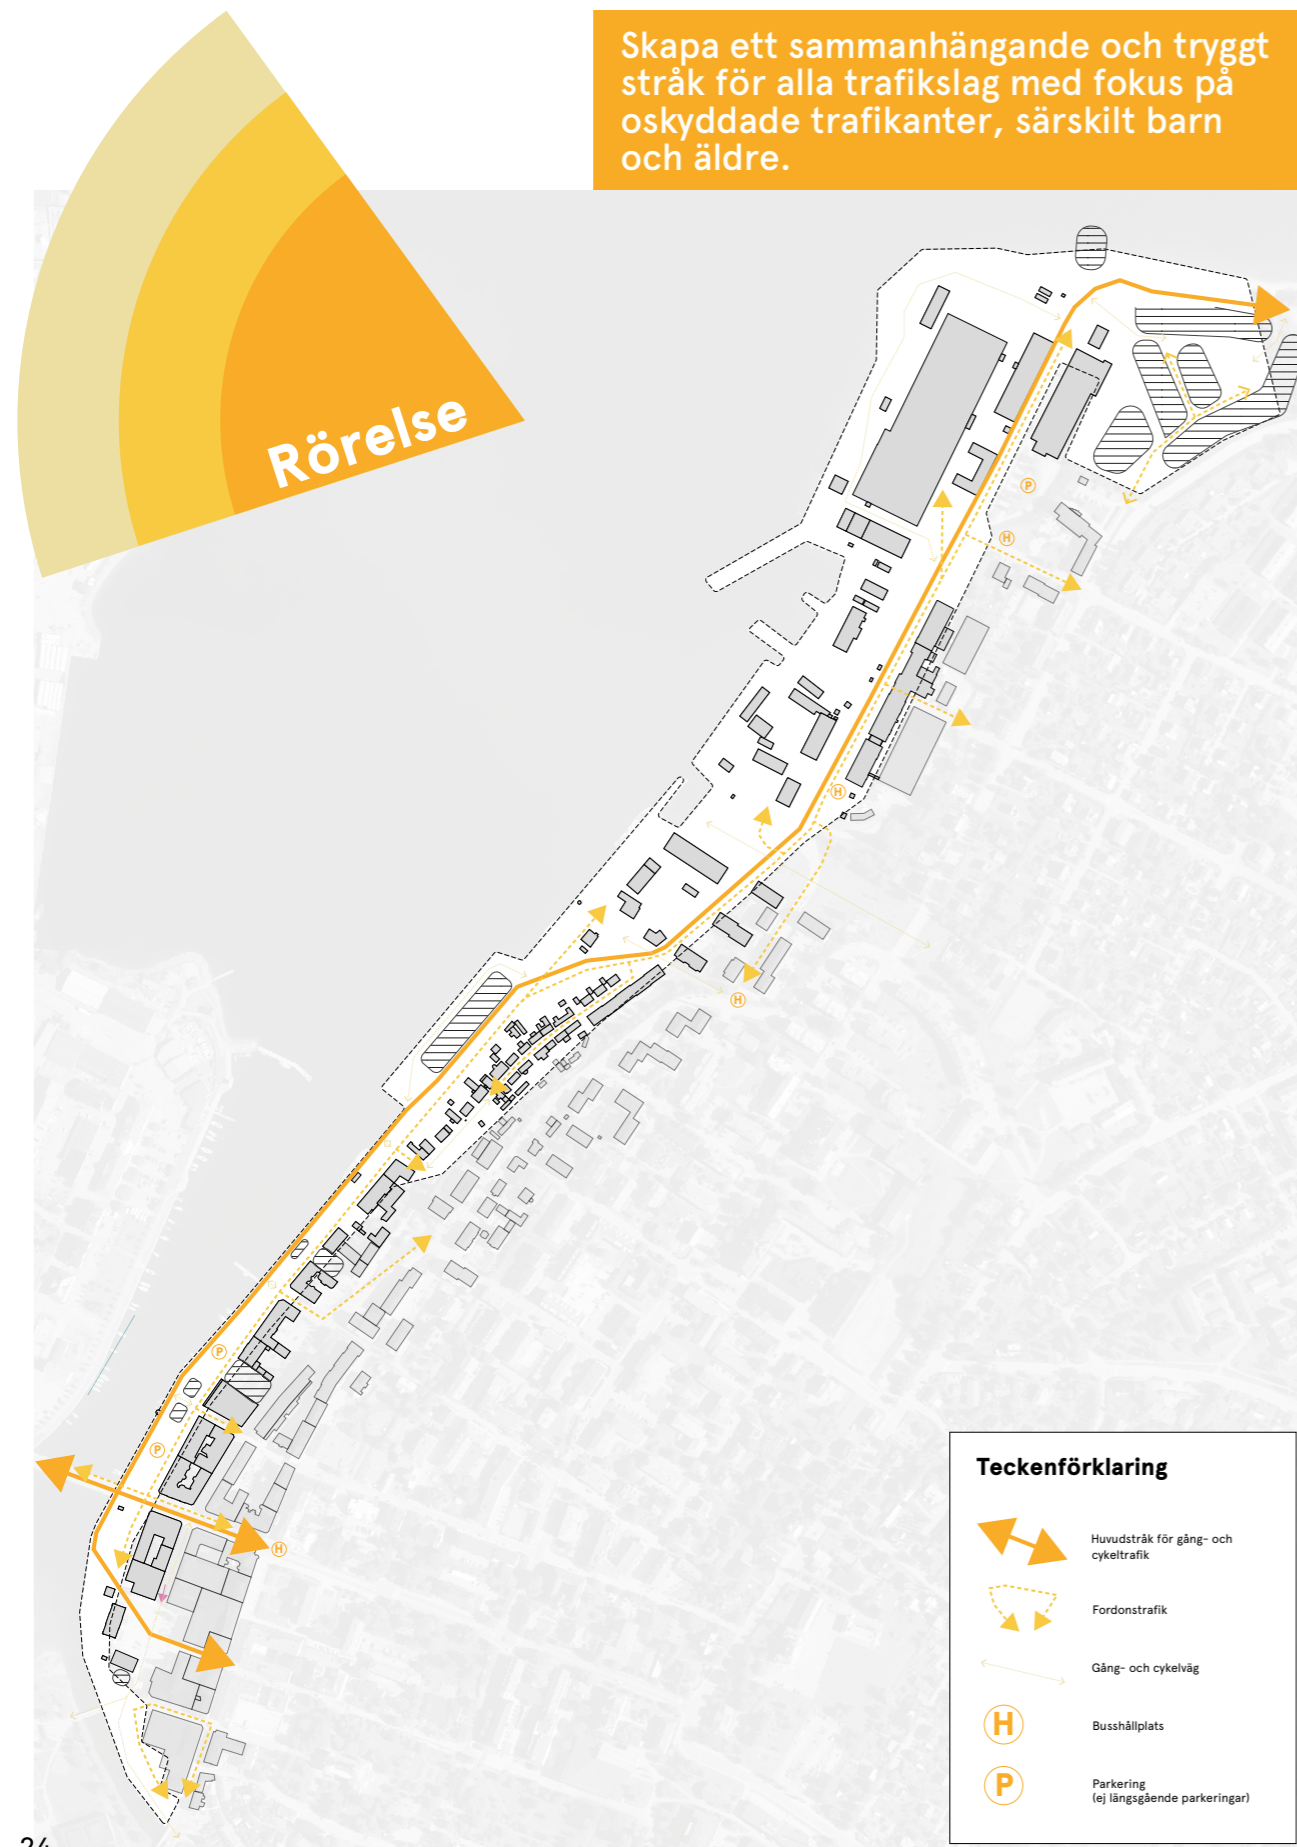 Skapa ett sammanhängande och tryggt
stråk för alla trafikslag med fokus på
oskyddade trafikanter, särskilt barn
och äldre.
Rörelse
P
H
H
H
P
P
H
Teckenförklaring
Huvudstråk för gång- och
cykeltrafik
Fordonstrafik
Gång- och cykelväg
H
Busshållplats
P
Parkering
(ej längsgående parkeringar)
24